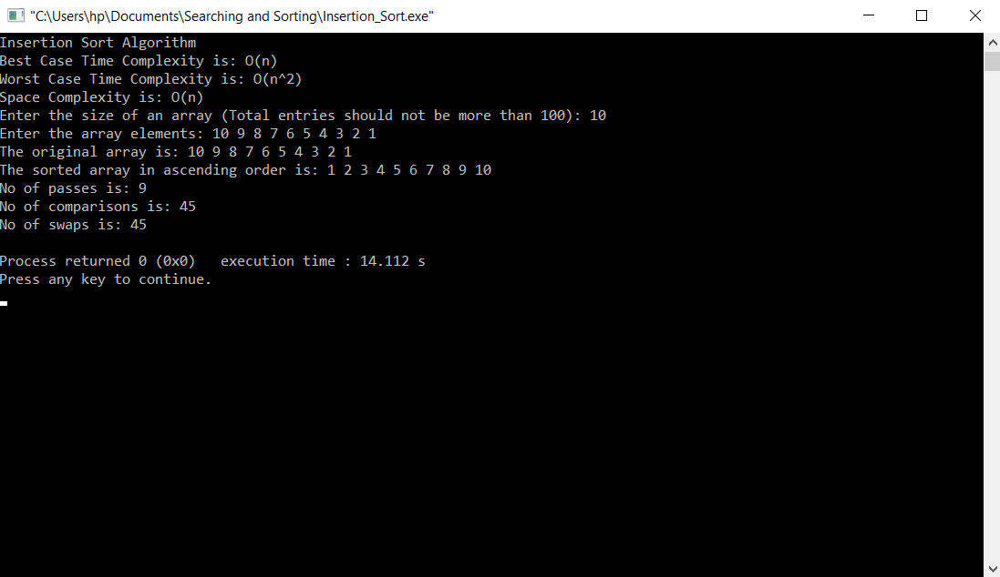 "C:\Users\hp\Documents\Searching and Sorting\Insertion_Sort.exe"
Insertion Sort Algorithm
Best Case Time Complexity is: O(n)
Worst Case Time Complexity is: O(n^2)
Space Complexity is: O(n)
Enter the size of an array (Total entries should not be more than 100): 10
Enter the array elements: 10 9 8 7 6 5 4 3 2 1
The original array is: 10 9 8 7 6 5 4 3 2 1
The sorted array in ascending order is: 1 2 3 4 5 6 7 8 9 10
No of passes is: 9
No of comparisons is: 45
No of swaps is: 45
Process returned 0 (0x0)   execution time : 14.112 s
Press any key to continue.